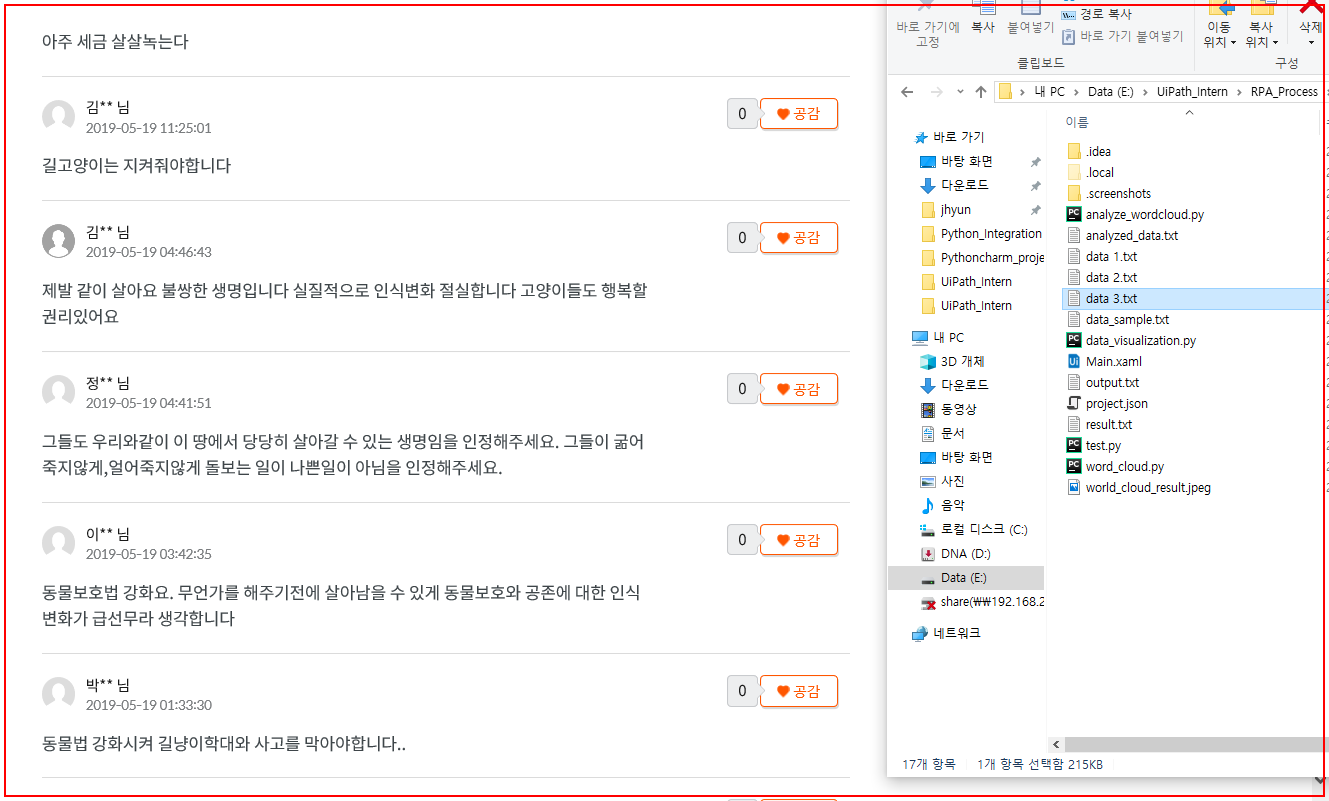 아주 세금 살살녹는다
김** 님
2019-05-19 11:25:01
0
공감
길고양이는 지켜줘야합니다
김** 님
2019-05-19 04:46:43
0
공감
제발 같이 살아요 불쌍한 생명입니다 실질적으로 인식변화 절실합니다 고양이들도 행복할
권리있어요
정** 님
2019-05-19 04:41:51
0
공감
그들도 우리와같이 이 땅에서 당당히 살아갈 수 있는 생명임을 인정해주세요. 그들이 굶어
죽지않게,얼어죽지않게 돌보는 일이 나쁜일이 아님을 인정해주세요.
이** 님
2019-05-19 03:42:35
0
공감
동물보호법 강화요. 무언가를 해주기전에 살아남을 수 있게 동물보호와 공존에 대한 인식
변화가 급선무라 생각합니다
박** 님
2019-05-19 01:33:30
0
공감
동물법 강화시켜 길냥이학대와 사고를 막아야합니다..
바로 가기에
고정
복사
붙여넣기
경로 복사
바로 가기 붙여넣기
이동
위치
복사
위치
삭제
클립보드
구성
내 PC > Data (E:) > UiPath_Intern > RPA_Process
바로 가기
바탕 화면
다운로드
jhyun
Python_Integration
Pythoncharm_proje
UiPath_Intern
UiPath_Intern
내 PC
3D 개체
다운로드
동영상
문서
바탕 화면
사진
음악
로컬 디스크 (C:)
DNA (D:)
Data (E:)
share(₩₩192.168.2
네트워크
이름
.idea
.local
.screenshots
analyze_wordcloud.py
analyzed_data.txt
data 1.txt
data 2.txt
data 3.txt
data_sample.txt
data_visualization.py
Main.xaml
output.txt
project.json
result.txt
test.py
word_cloud.py
world_cloud_result.jpeg
17개 항목
1개 항목 선택함 215KB